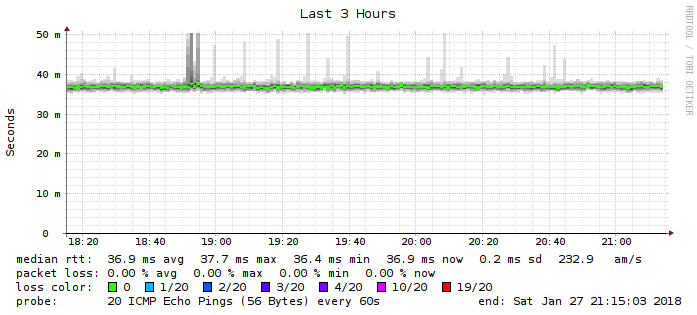 Last 3 Hours
RRDTOOL / TOBI OETIKER
Seconds
50 m
40 m
30 m
20 m
10 m
0
18:20 18:40 19:00 19:20 19:40 20:00 20:20 20:40 21:00
median rtt: 36.9 ms avg 37.7 ms max 36.4 ms min 36.9 ms now 0.2 ms sd 232.9 am/s
packet loss: 0.00 % avg 0.00 % max 0.00 % min 0.00 % now
loss color: 0 1/20 2/20 3/20 4/20 10/20 19/20
probe: 20 ICMP Echo Pings (56 Bytes) every 60s end: Sat Jan 27 21:15:03 2018